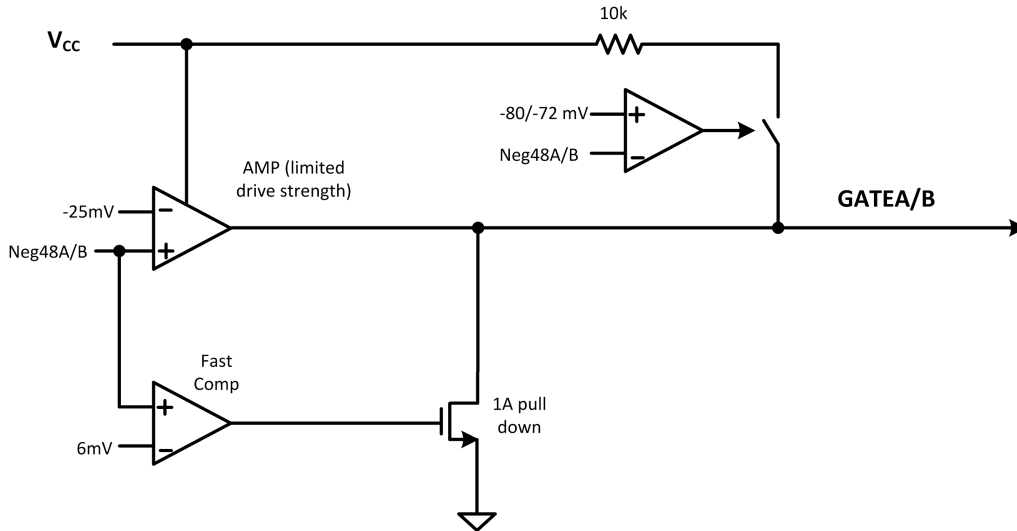 10k
VCC
-80/-72 mV
+
Neg48A/B
−
AMP (limited
drive strength)
GATEA/B
-25mV
−
Neg48A/B
+
Fast
Comp
+
6mV
−
1A pull
down